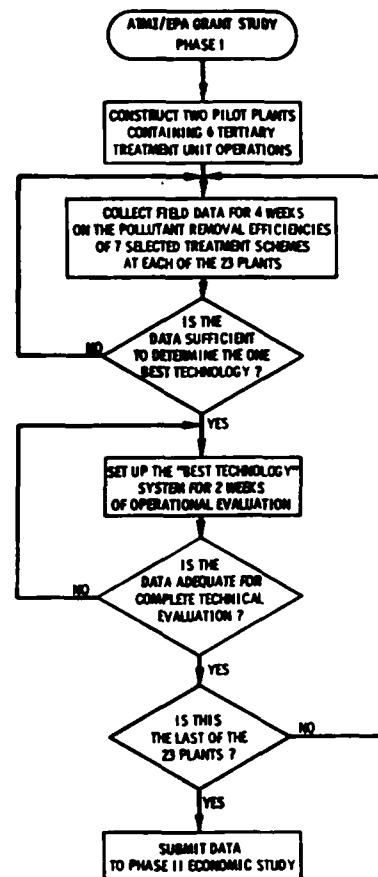 ATMI/EPA GRANT STUDY
PHASE I
CONSTRUCT TWO PILOT PLANTS
CONTAINING 6 TERTIARY
TREATMENT UNIT OPERATIONS
COLLECT FIELD DATA FOR 4 WEEKS
ON THE POLLUTANT REMOVAL EFFICIENCIES
OF 7 SELECTED TREATMENT SCHEMES
AT EACH OF THE 23 PLANTS
IS THE
DATA SUFFICIENT
TO DETERMINE THE ONE
BEST TECHNOLOGY ?
NO
YES
SET UP THE "BEST TECHNOLOGY"
SYSTEM FOR 2 WEEKS
OF OPERATIONAL EVALUATION
IS THE
DATA ADEQUATE FOR
COMPLETE TECHNICAL
EVALUATION ?
NO
YES
IS THIS
THE LAST OF THE
23 PLANTS ?
NO
YES
SUBMIT DATA
TO PHASE II ECONOMIC STUDY